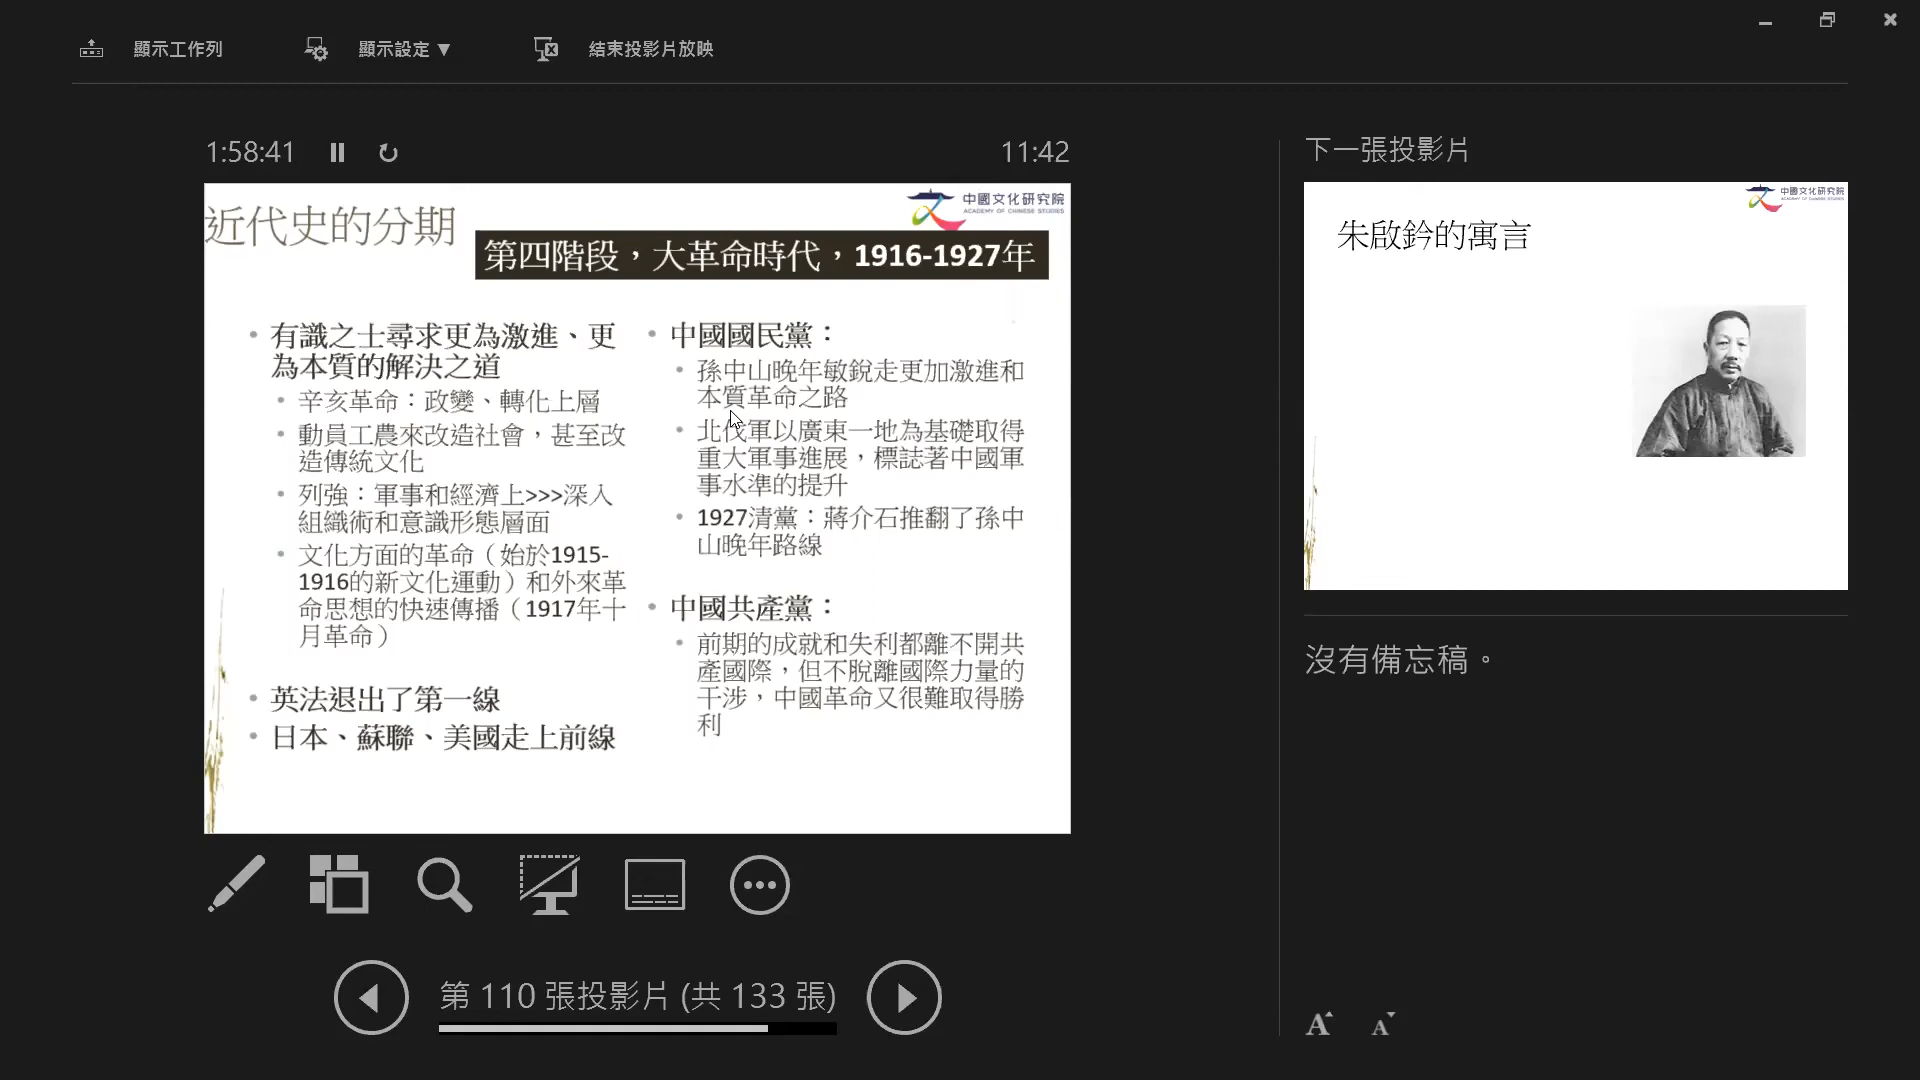 顯示工作列
顯示設定 ▼
結束投影片放映
1:58:41
11:42
下一張投影片
近代史的分期
中國文化研究院
ACADEMY OF CHINESE STUDIES
第四階段，大革命時代，1916-1927年
• 有識之士尋求更為激進、更
為本質的解決之道
• 辛亥革命：政變、轉化上層
• 動員工農來改造社會，甚至改
造傳統文化
• 列強：軍事和經濟上>>>深入
組織術和意識形態層面
• 文化方面的革命（始於1915-
1916的新文化運動）和外來革
命思想的快速傳播（1917年十
月革命）
• 英法退出了第一線
• 日本、蘇聯、美國走上前線
• 中國國民黨：
• 孫中山晚年敏銳走更加激進和
本質革命之路
• 北伐軍以廣東一地為基礎取得
重大軍事進展，標誌著中國軍
事水準的提升
• 1927清黨：蔣介石推翻了孫中
山晚年路線
• 中國共產黨：
• 前期的成就和失利都離不開共
產國際，但不脫離國際力量的
干涉，中國革命又很難取得勝
利
中國文化研究院
ACADEMY OF CHINESE STUDIES
朱啟鈐的寓言
沒有備忘稿。
第 110 張投影片 (共 133 張)
A A